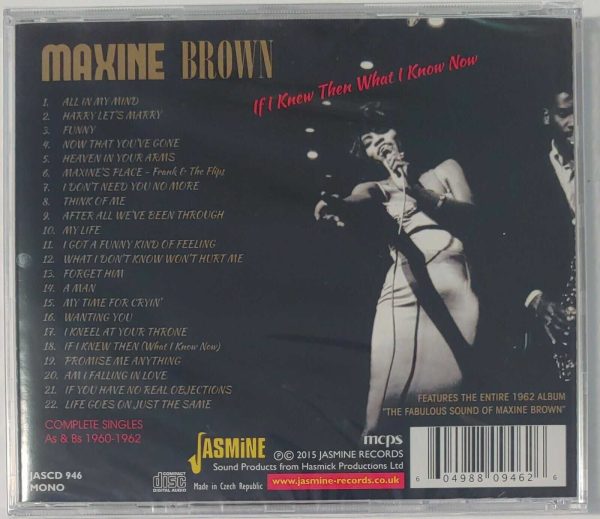 MAXINE BROWN
If I Knew Then What I Know Now
1. ALL IN MY MIND
2. HARRY LET'S MARRY
3. FUNNY
4. NOW THAT YOU'VE GONE
5. HEAVEN IN YOUR ARMS
6. MAXINE'S PLACE - Frank & The Flips
7. I DON'T NEED YOU NO MORE
8. THINK OF ME
9. AFTER ALL WE'VE BEEN THROUGH
10. MY LIFE
11. I GOT A FUNNY KIND OF FEELING
12. WHAT I DON'T KNOW WON'T HURT ME
13. FORGET HIM
14. A MAN
15. MY TIME FOR CRYIN'
16. WANTING YOU
17. I KNEEL AT YOUR THRONE
18. IF I KNEW THEN (What I Know Now)
19. PROMISE ME ANYTHING
20. AM I FALLING IN LOVE
21. IF YOU HAVE NO REAL OBJECTIONS
22. LIFE GOES ON JUST THE SAME
COMPLETE SINGLES
As & Bs 1960-1962
FEATURES THE ENTIRE 1962 ALBUM
"THE FABULOUS SOUND OF MAXINE BROWN"
JASCD 946
MONO
COMPACT
disc
DIGITAL AUDIO
JASMINE
℗© 2015 JASMINE RECORDS
Sound Products from Hasmick Productions Ltd
Made in Czech Republic
www.jasmine-records.co.uk
mcps
6 04988 09462 6